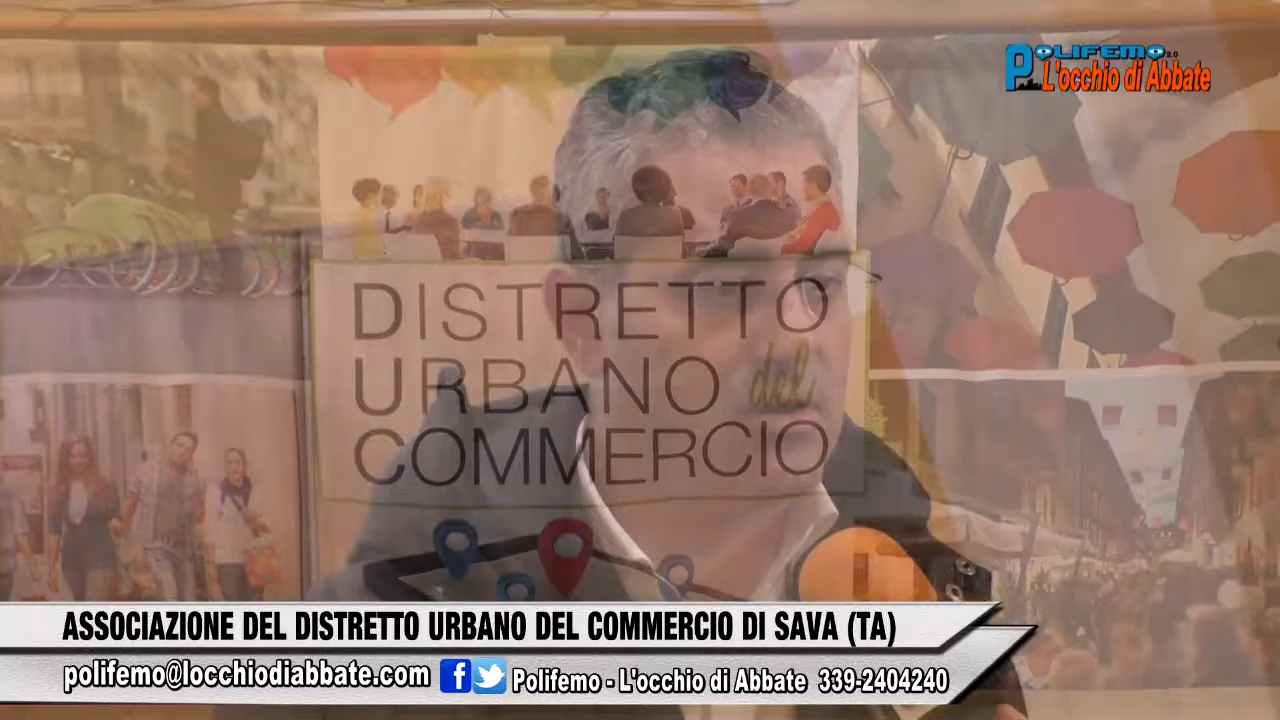 POLIFEMO 2.0
L'occhio di Abbate
DISTRETTO
URBANO del
COMMERCIO
ASSOCIAZIONE DEL DISTRETTO URBANO DEL COMMERCIO DI SAVA (TA)
polifemo@locchiodiabbate.com Polifemo - L'occhio di Abbate 339-2404240